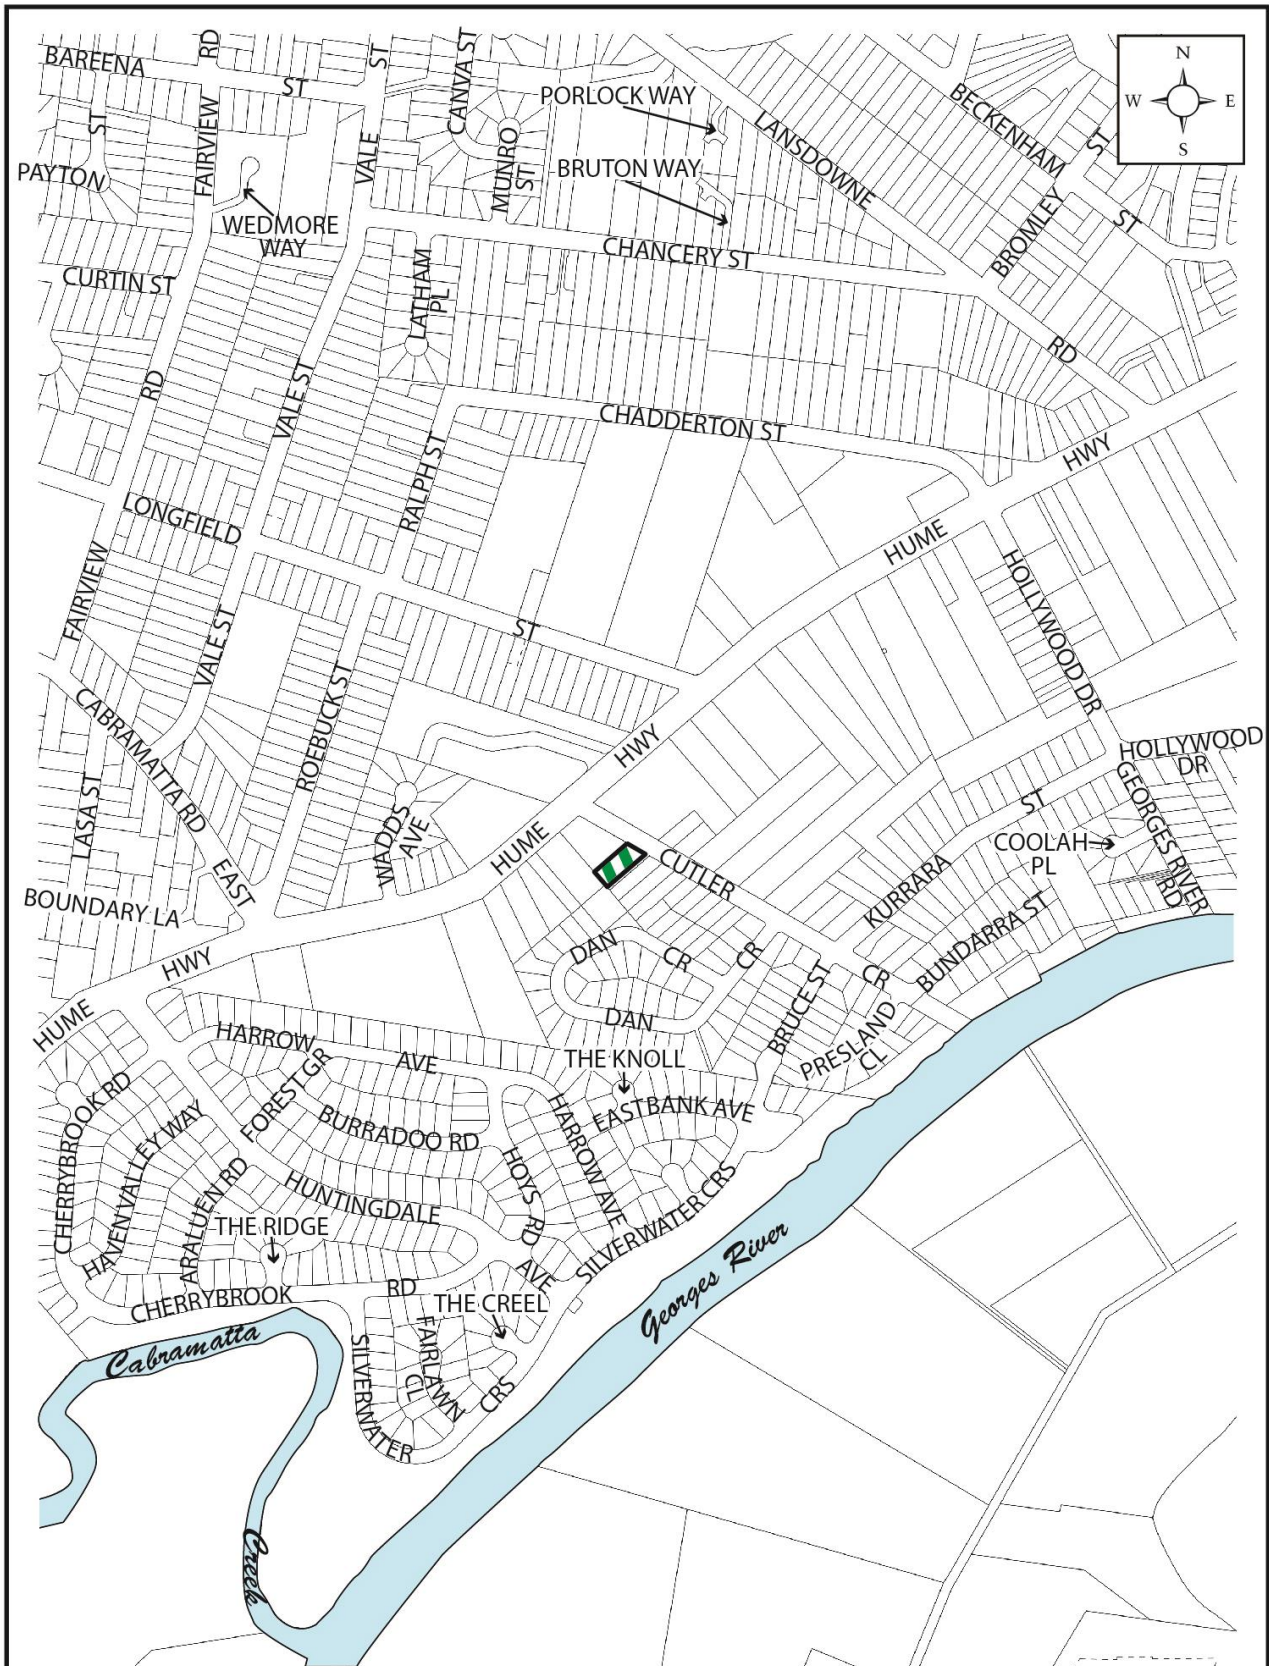 BAREENA
RD
ST
CANVA ST
N
PORLOCK WAY
BECKENHAM
ST
W
E
ST
FAIRVIEW
VALE
MUNRO
ST
LANSDOWNE
ST
S
PAYTON
BRUTON WAY
WEDMORE
WAY
CHANCERY ST
BROMLEY
ST
CURTIN ST
LATHAM
PL
RD
RD
VALE ST
CHADDERTON ST
HWY
RALPH ST
LONGFIELD
HUME
FAIRVIEW
VALE ST
ST
HOLLYWOOD DR
CABRAMATTA RD
ROEBUCK ST
HWY
HOLLYWOOD
DR
LASA ST
WADDS
AVE
HUME
ST
GEORGES RIVER
RD
COOLAH
PL
EAST
CUTLER
KURRARA
BOUNDARY LA
DAN
CR
CR
CR
BUNDARRA ST
HWY
HUME
DAN
BRUCE ST
PRESLAND
CL
HARROW
AVE
THE KNOLL
FOREST GR
CHERRYBROOK RD
HAVEN VALLEY WAY
BURRADOO RD
EASTBANK AVE
HARROW AVE
ARALUEN RD
HUNTINGDALE
HOYS RD
SILVERWATER CRS
THE RIDGE
AVE
Georges River
CHERRYBROOK
RD
THE CREEL
Cabramatta
SILVERWATER
FAIRLAWN
CL
CRS
Creek